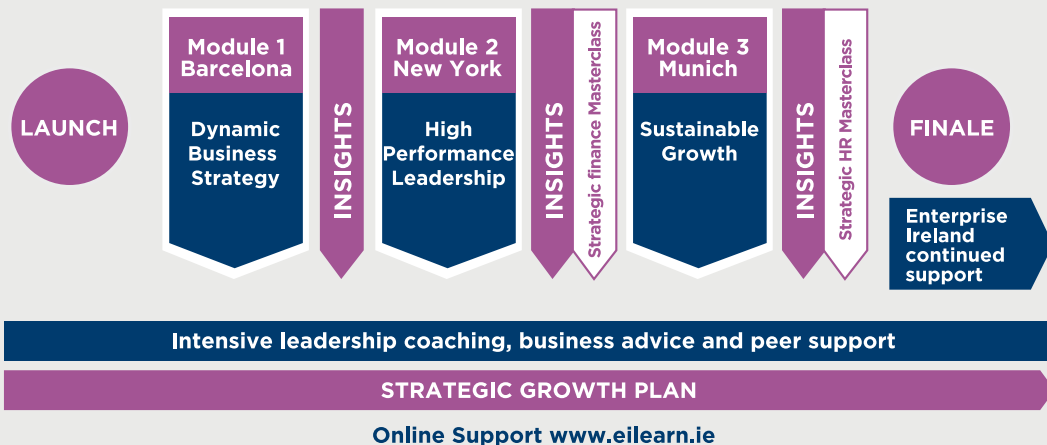 LAUNCH
Module 1
Barcelona
Dynamic
Business
Strategy
INSIGHTS
Module 2
New York
High
Performance
Leadership
INSIGHTS
Strategic finance Masterclass
Module 3
Munich
Sustainable
Growth
INSIGHTS
Strategic HR Masterclass
FINALE
Enterprise
Ireland
continued
support
Intensive leadership coaching, business advice and peer support
STRATEGIC GROWTH PLAN
Online Support www.eilearn.ie